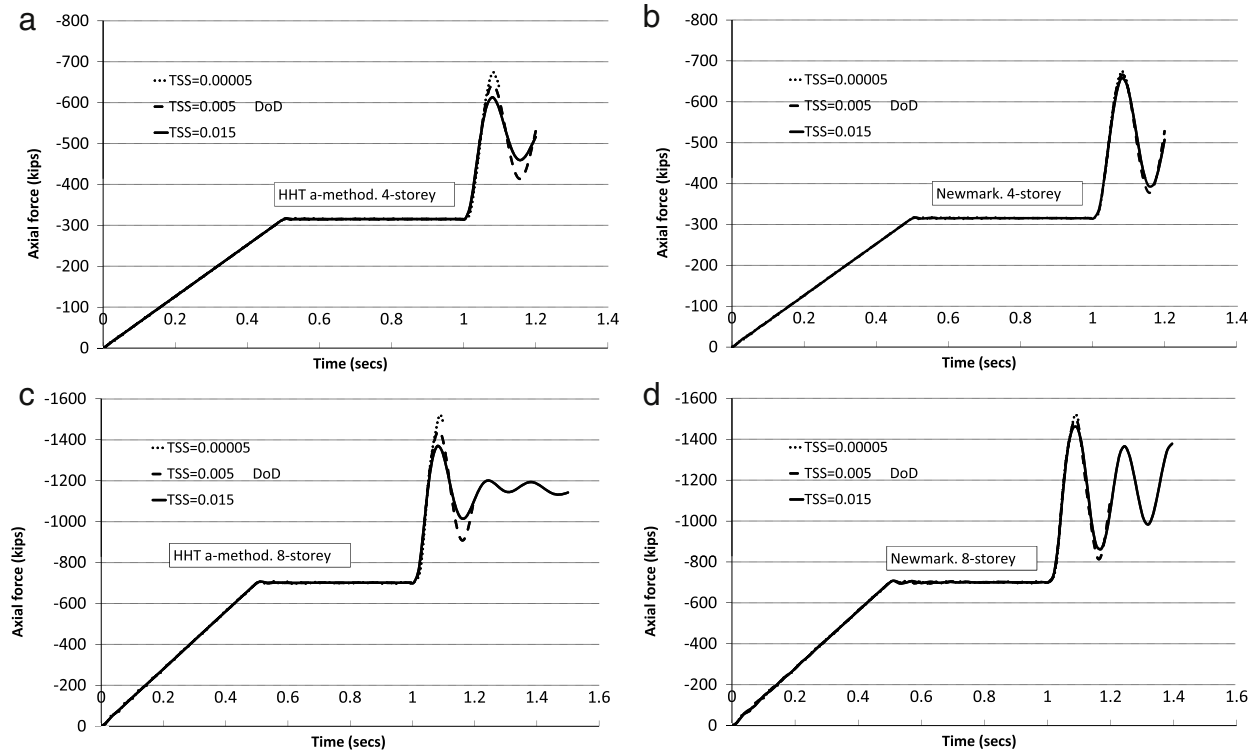 a
-800
-700
-600
-500
-400
-300
-200
-100
0
Axial force (kips)
TSS=0.00005
TSS=0.005 DoD
TSS=0.015
HHT a-method. 4-storey
0 0.2 0.4 0.6 0.8 1 1.2 1.4
Time (secs)
b
-800
-700
-600
-500
-400
-300
-200
-100
0
Axial force (kips)
TSS=0.00005
TSS=0.005 DoD
TSS=0.015
Newmark. 4-storey
0 0.2 0.4 0.6 0.8 1 1.2 1.4
Time (secs)
c
-1600
-1400
-1200
-1000
-800
-600
-400
-200
0
Axial force (kips)
TSS=0.00005
TSS=0.005 DoD
TSS=0.015
HHT a-method. 8-storey
0 0.2 0.4 0.6 0.8 1 1.2 1.4 1.6
Time (secs)
d
-1600
-1400
-1200
-1000
-800
-600
-400
-200
0
Axial force (kips)
TSS=0.00005
TSS=0.005 DoD
TSS=0.015
Newmark. 8-storey
0 0.2 0.4 0.6 0.8 1 1.2 1.4 1.6
Time (secs)